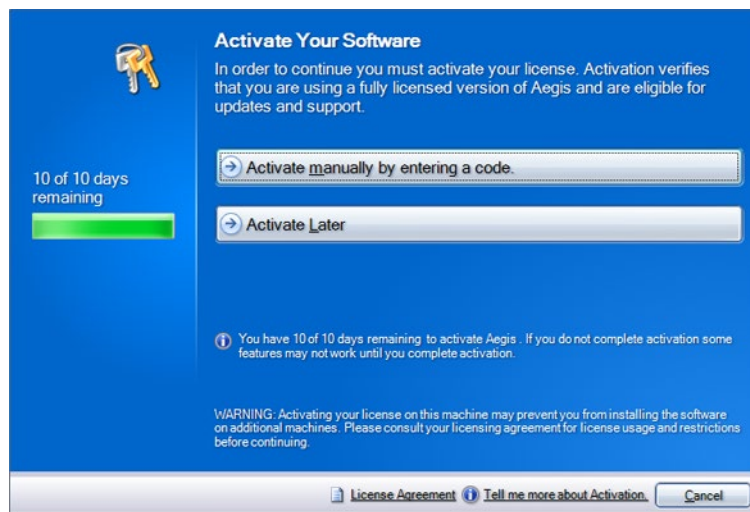 Activate Your Software
In order to continue you must activate your license. Activation verifies
that you are using a fully licensed version of Aegis and are eligible for
updates and support.
10 of 10 days
remaining
Activate manually by entering a code.
Activate Later
You have 10 of 10 days remaining to activate Aegis . If you do not complete activation some
features may not work until you complete activation.
WARNING: Activating your license on this machine may prevent you from installing the software
on additional machines. Please consult your licensing agreement for license usage and restrictions
before continuing.
License Agreement Tell me more about Activation. Cancel